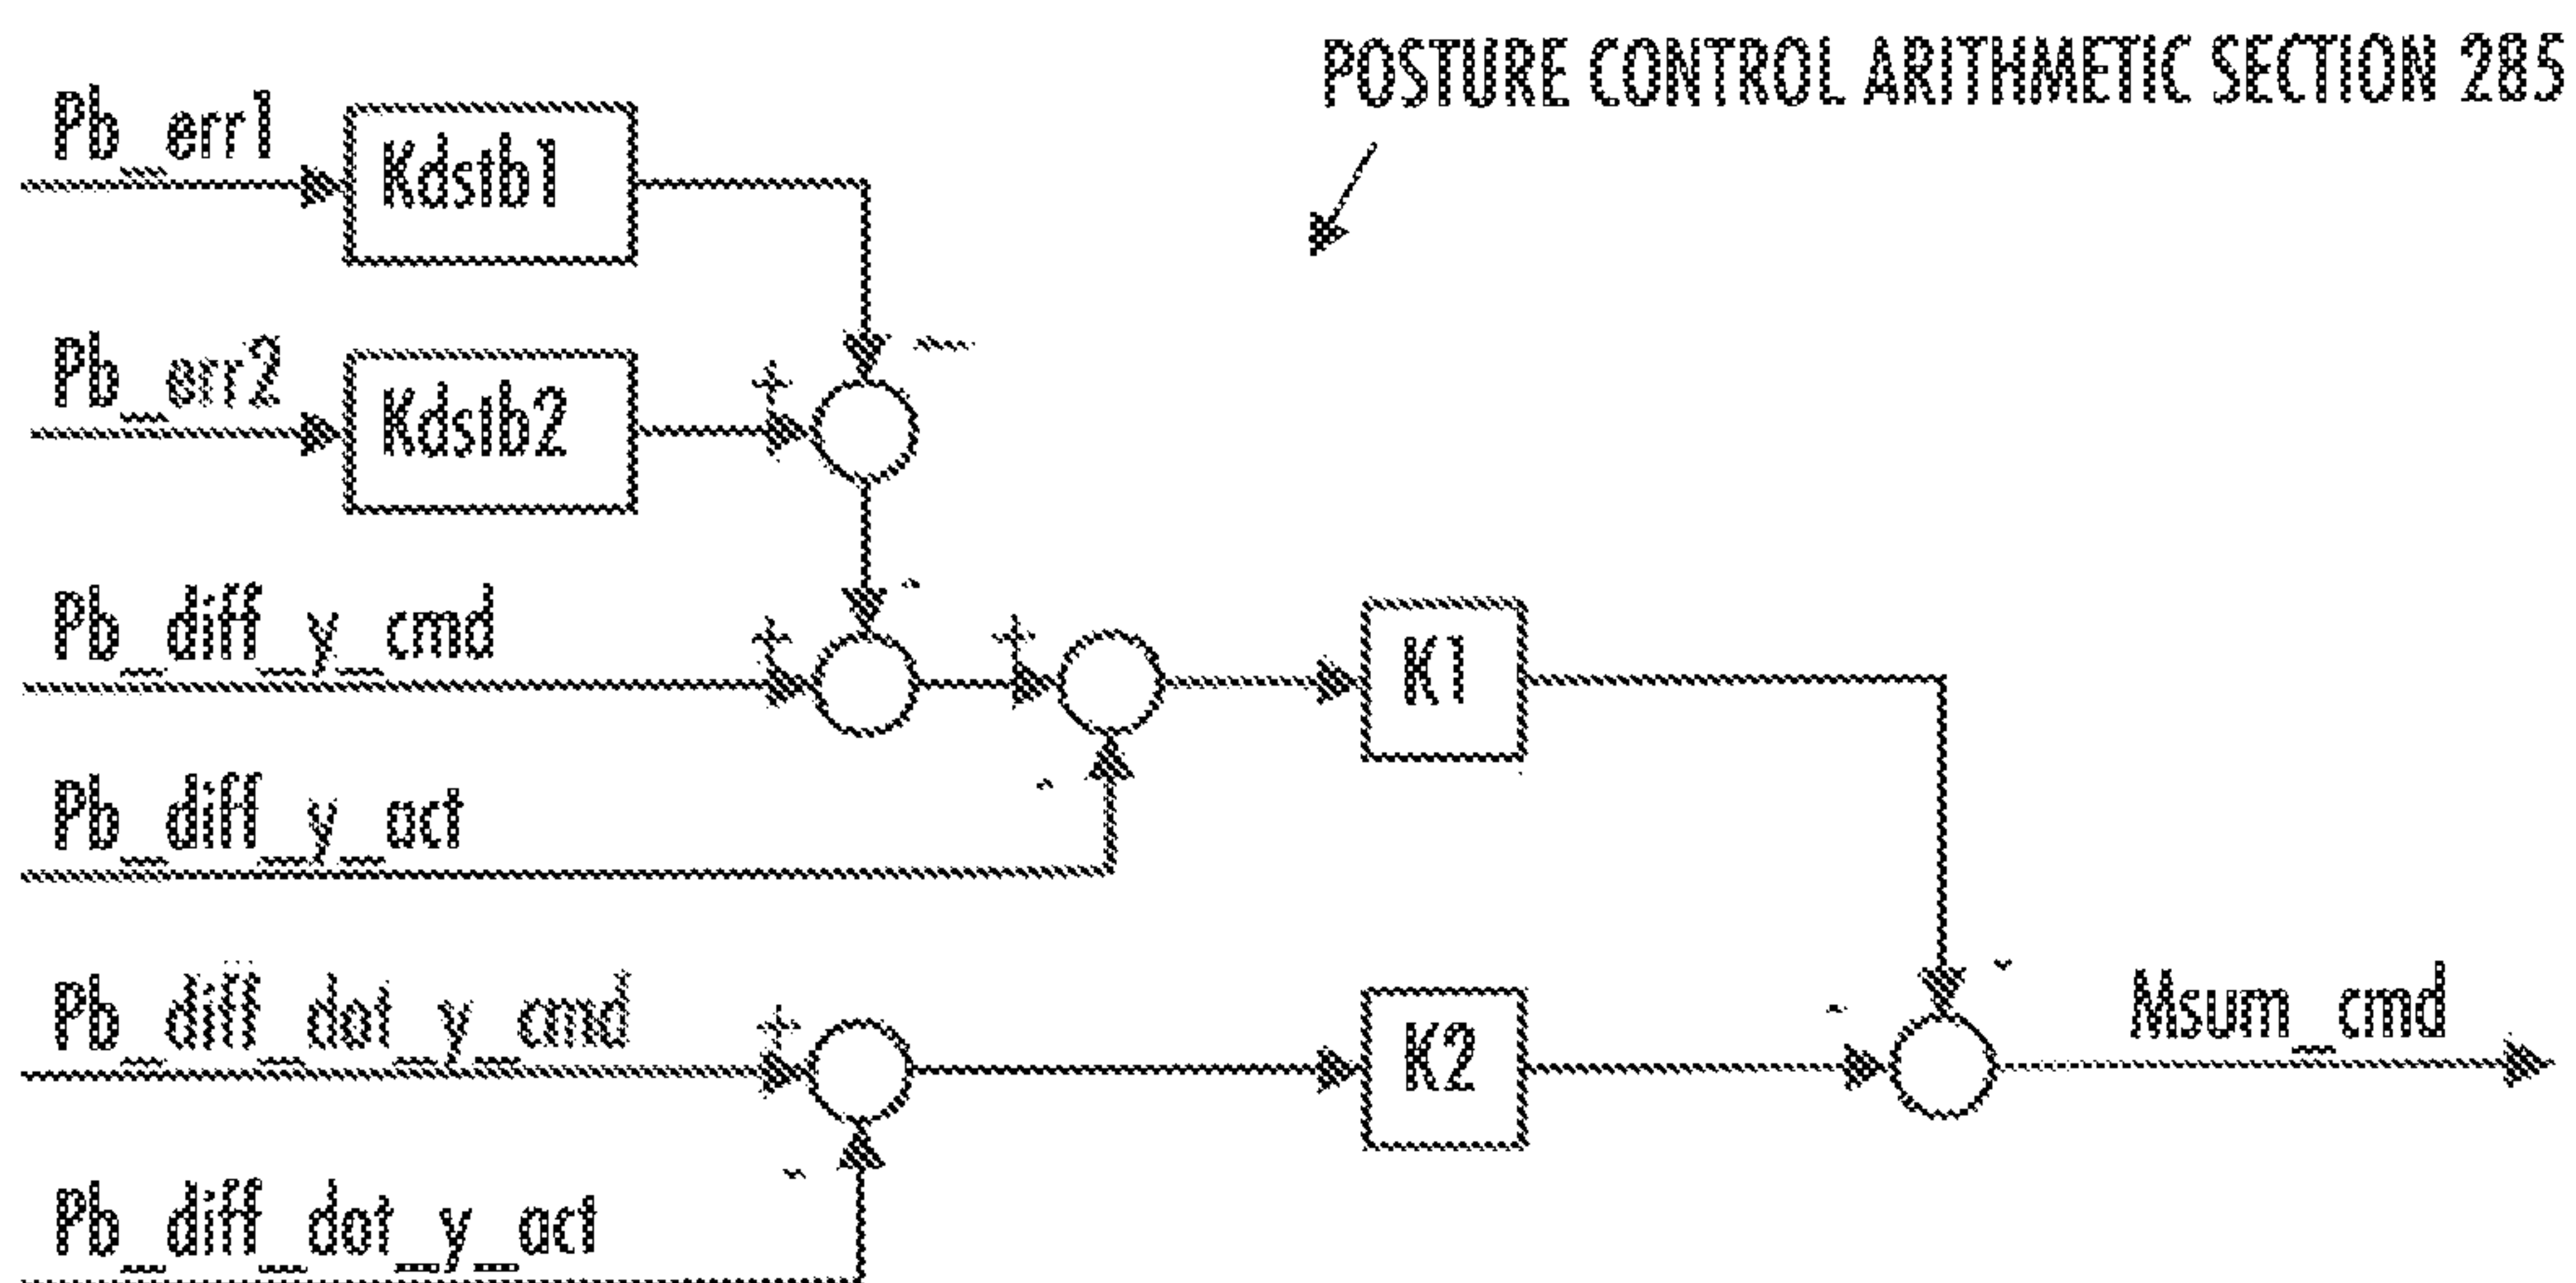 POSTURE CONTROL ARITHMETIC SECTION 285
Pb_err1
Kdstb1
Pb_err2
Kdstb2
Pb_diff_y_cmd
K1
Pb_diff_y_act
Pb_diff_dot_y_cmd
K2
Msum_cmd
Pb_diff_dot_y_act